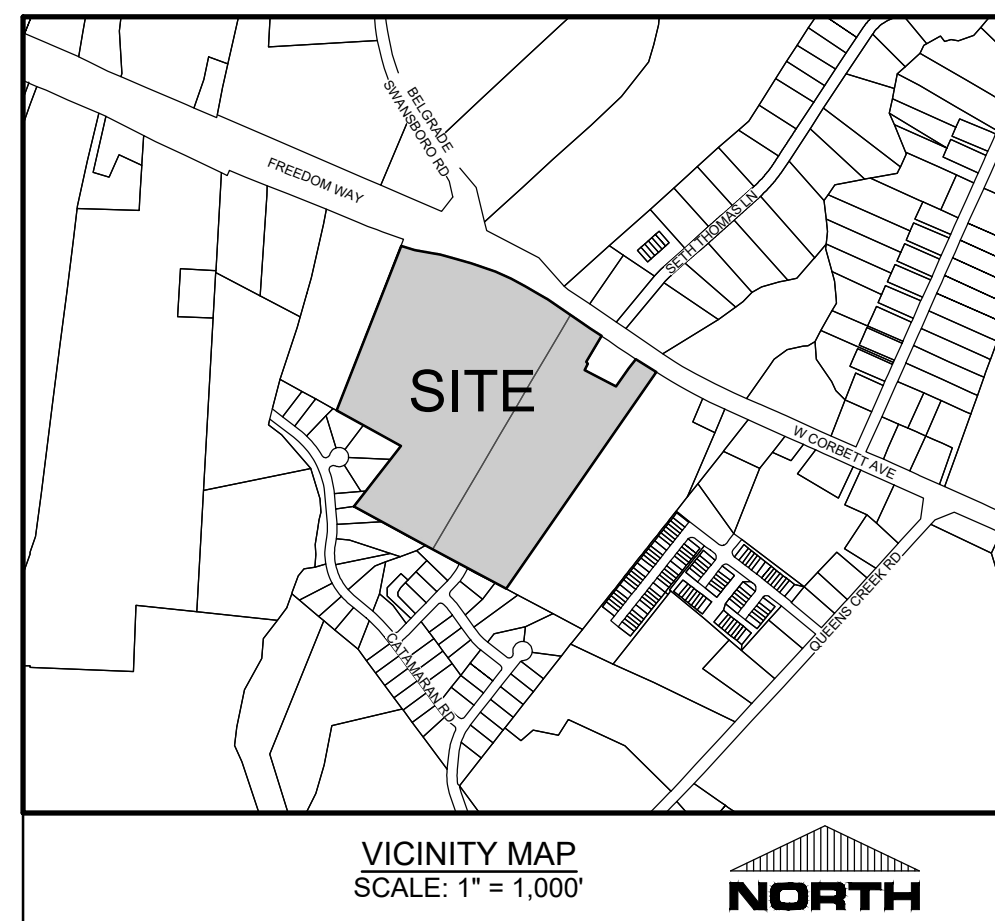 BELGRADE
SWANSBORO RD
FREEDOM WAY
SETH THOMAS LN
SITE
W CORBETT AVE
QUEENS CREEK RD
CATAMARAN RD
VICINITY MAP
SCALE: 1" = 1,000'
NORTH